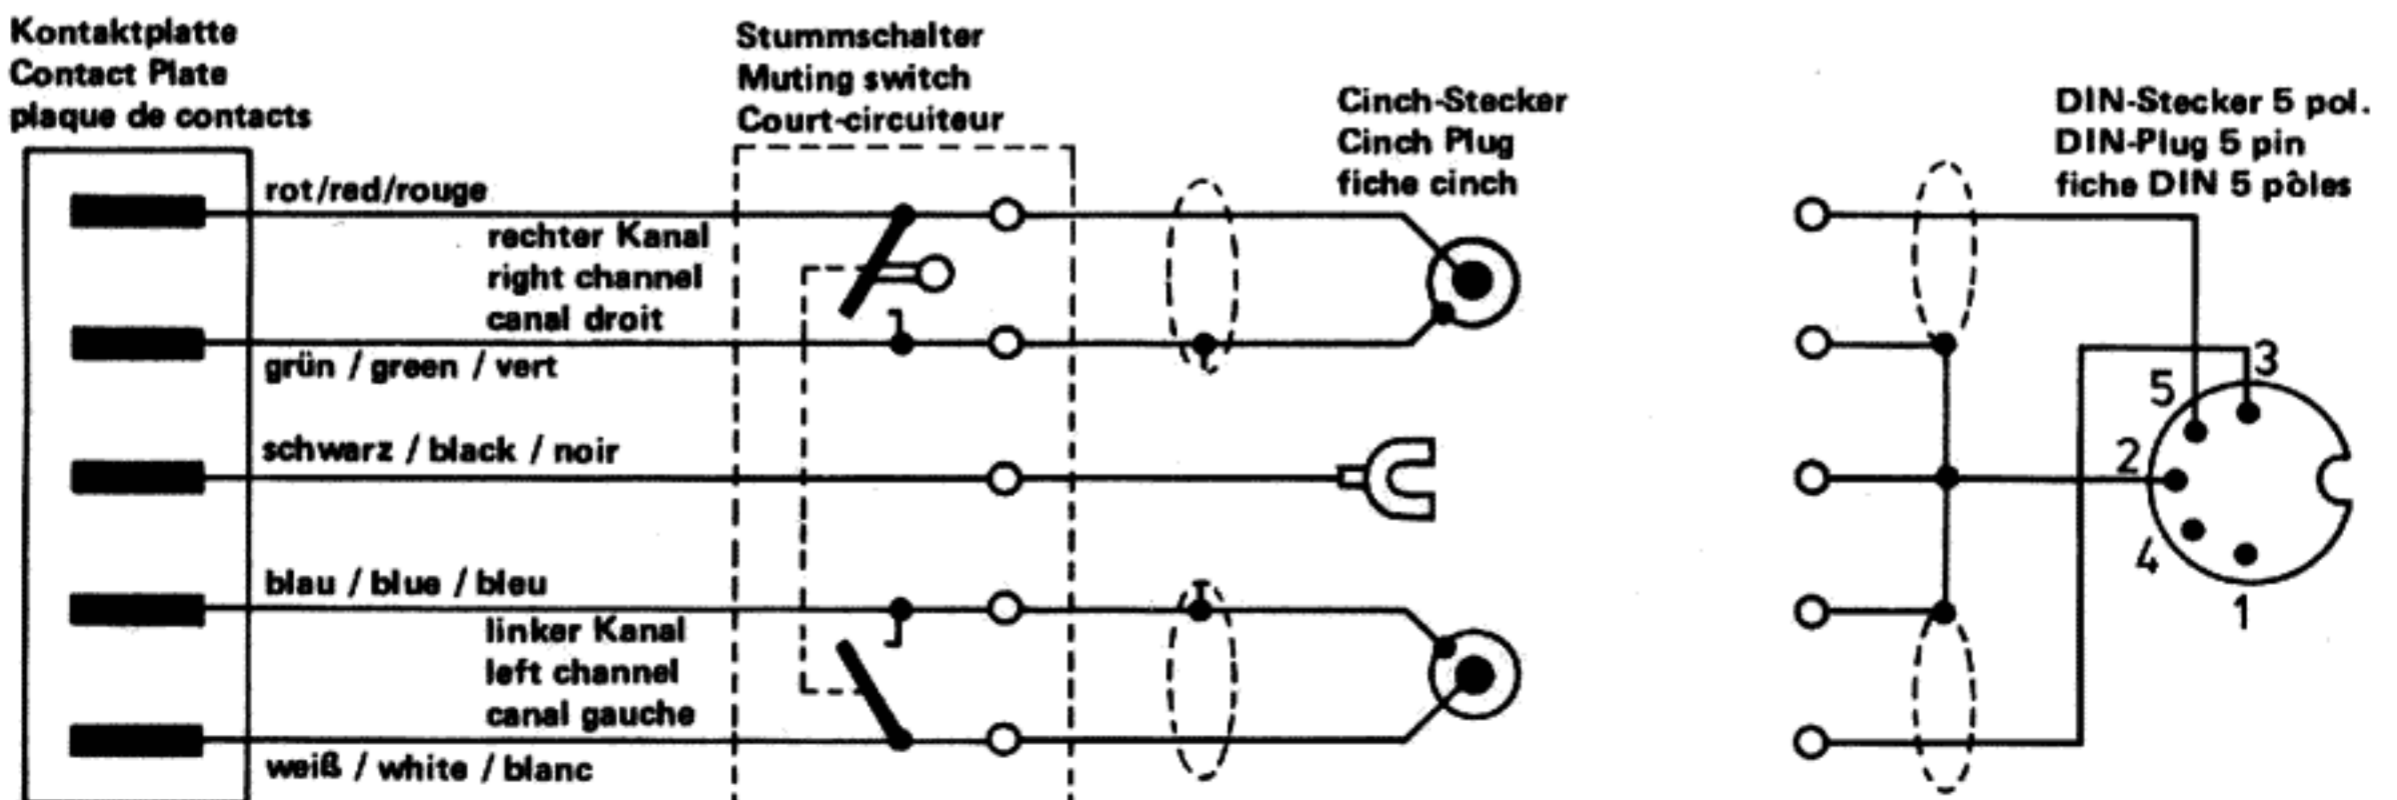 Kontaktplatte
Contact Plate
plaque de contacts
Stummschalter
Muting switch
Court-circuiteur
Cinch-Stecker
Cinch Plug
fiche cinch
DIN-Stecker 5 pol.
DIN-Plug 5 pin
fiche DIN 5 pôles
rot/red/rouge
rechter Kanal
right channel
canal droit
grün / green / vert
schwarz / black / noir
blau / blue / bleu
linker Kanal
left channel
canal gauche
weiß / white / blanc
3
5
2
4
1